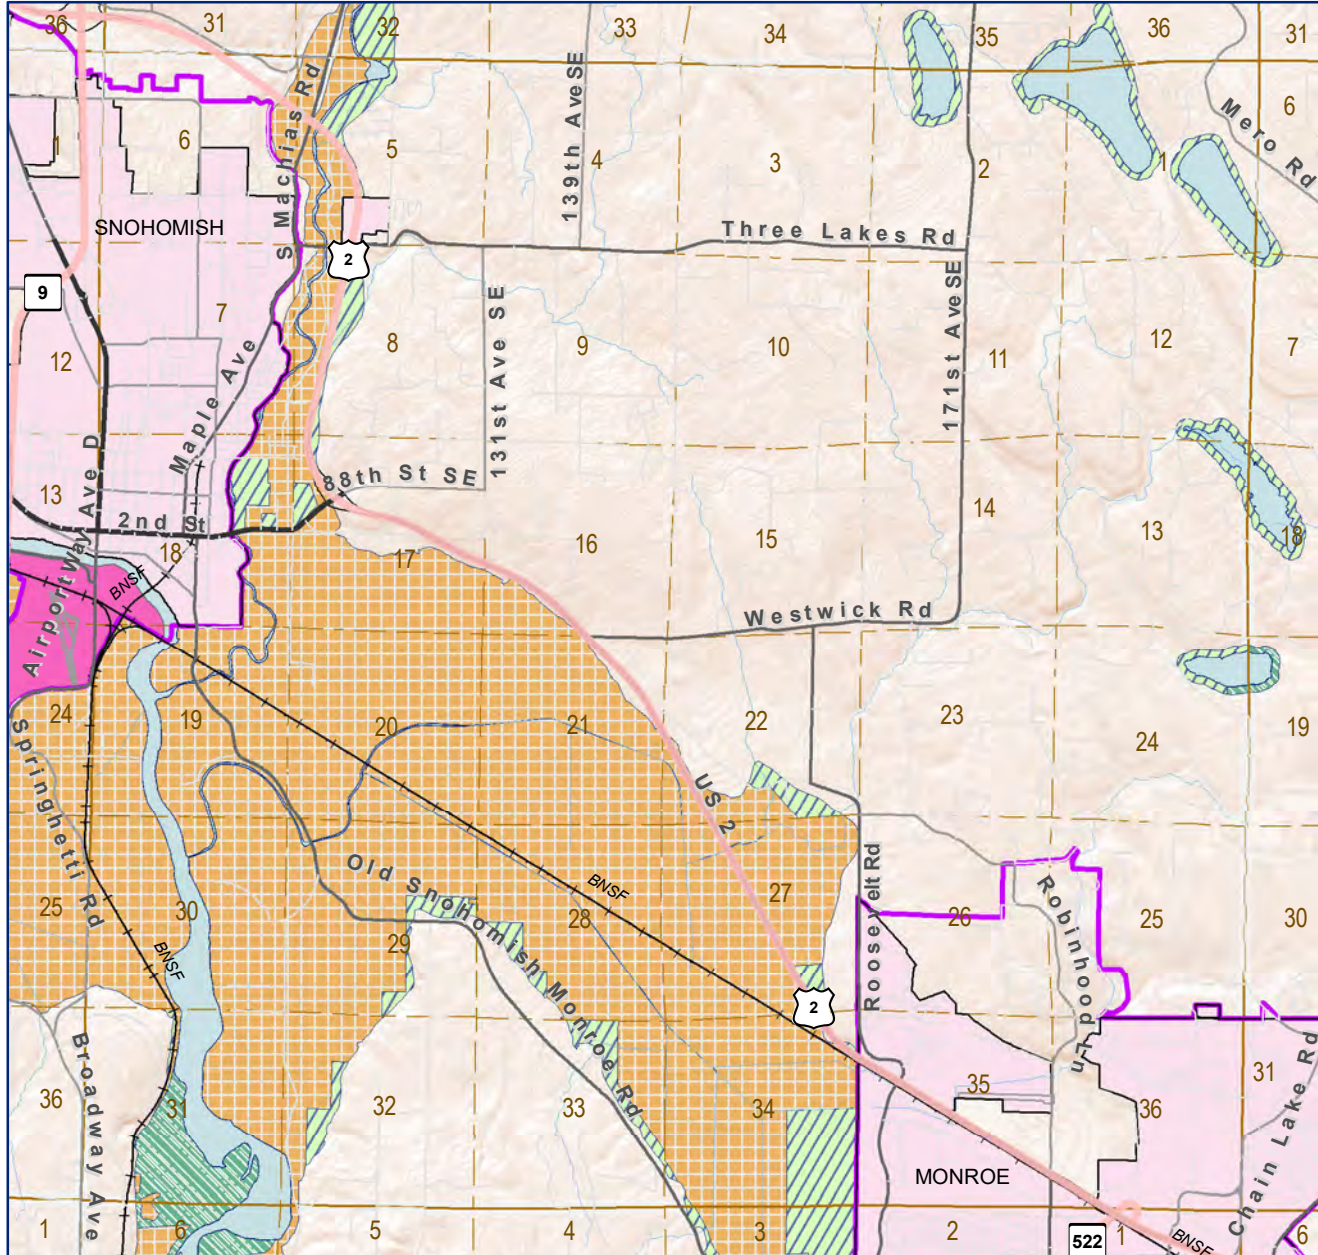 36
31
32
33
34
35
36
31
S Machias Rd
139th Ave SE
Mero Rd
1
6
5
4
3
2
1
6
SNOHOMISH
Three Lakes Rd
2
9
7
8
9
10
11
12
7
12
131st Ave SE
171st Ave SE
Maple Ave
88th St SE
13
2nd St
Airport Way
Ave D
18
17
16
15
14
13
18
BNSF
Westwick Rd
24
19
20
21
22
23
24
19
Springhetti Rd
US 2
Old Snohomish Monroe Rd
BNSF
Roosevelt Rd
Robinhood Ln
25
30
29
28
27
26
25
30
BNSF
2
Broadway Ave
36
31
32
33
34
35
36
31
Chain Lake Rd
MONROE
1
6
5
4
3
2
522
1
BNSF
6